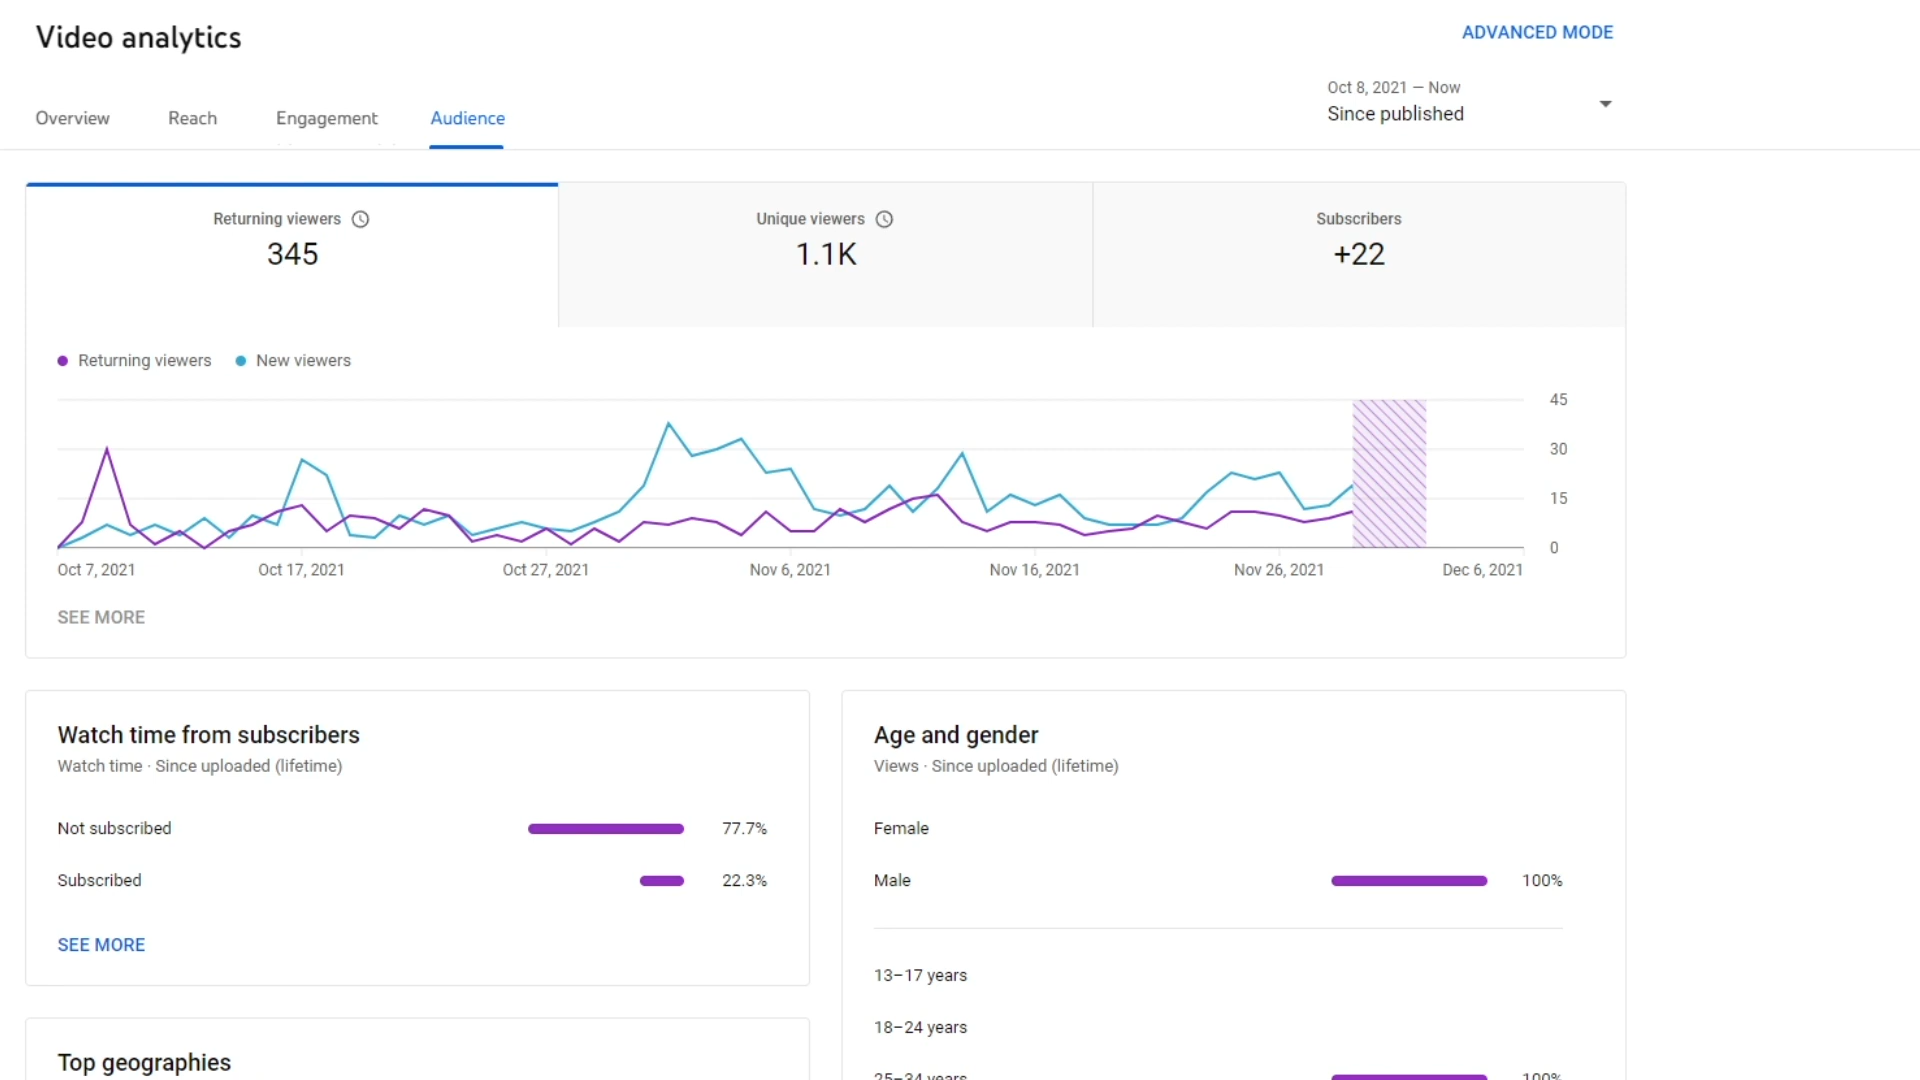 Video analytics
ADVANCED MODE
Oct 8, 2021 – Now
Since published
Overview
Reach
Engagement
Audience
Returning viewers
345
Unique viewers
1.1K
Subscribers
+22
Returning viewers
New viewers
45
30
15
0
Oct 7, 2021
Oct 17, 2021
Oct 27, 2021
Nov 6, 2021
Nov 16, 2021
Nov 26, 2021
Dec 6, 2021
SEE MORE
Watch time from subscribers
Watch time · Since uploaded (lifetime)
Not subscribed
77.7%
Subscribed
22.3%
SEE MORE
Age and gender
Views · Since uploaded (lifetime)
Female
Male
100%
13–17 years
18–24 years
25–34 years
100%
Top geographies